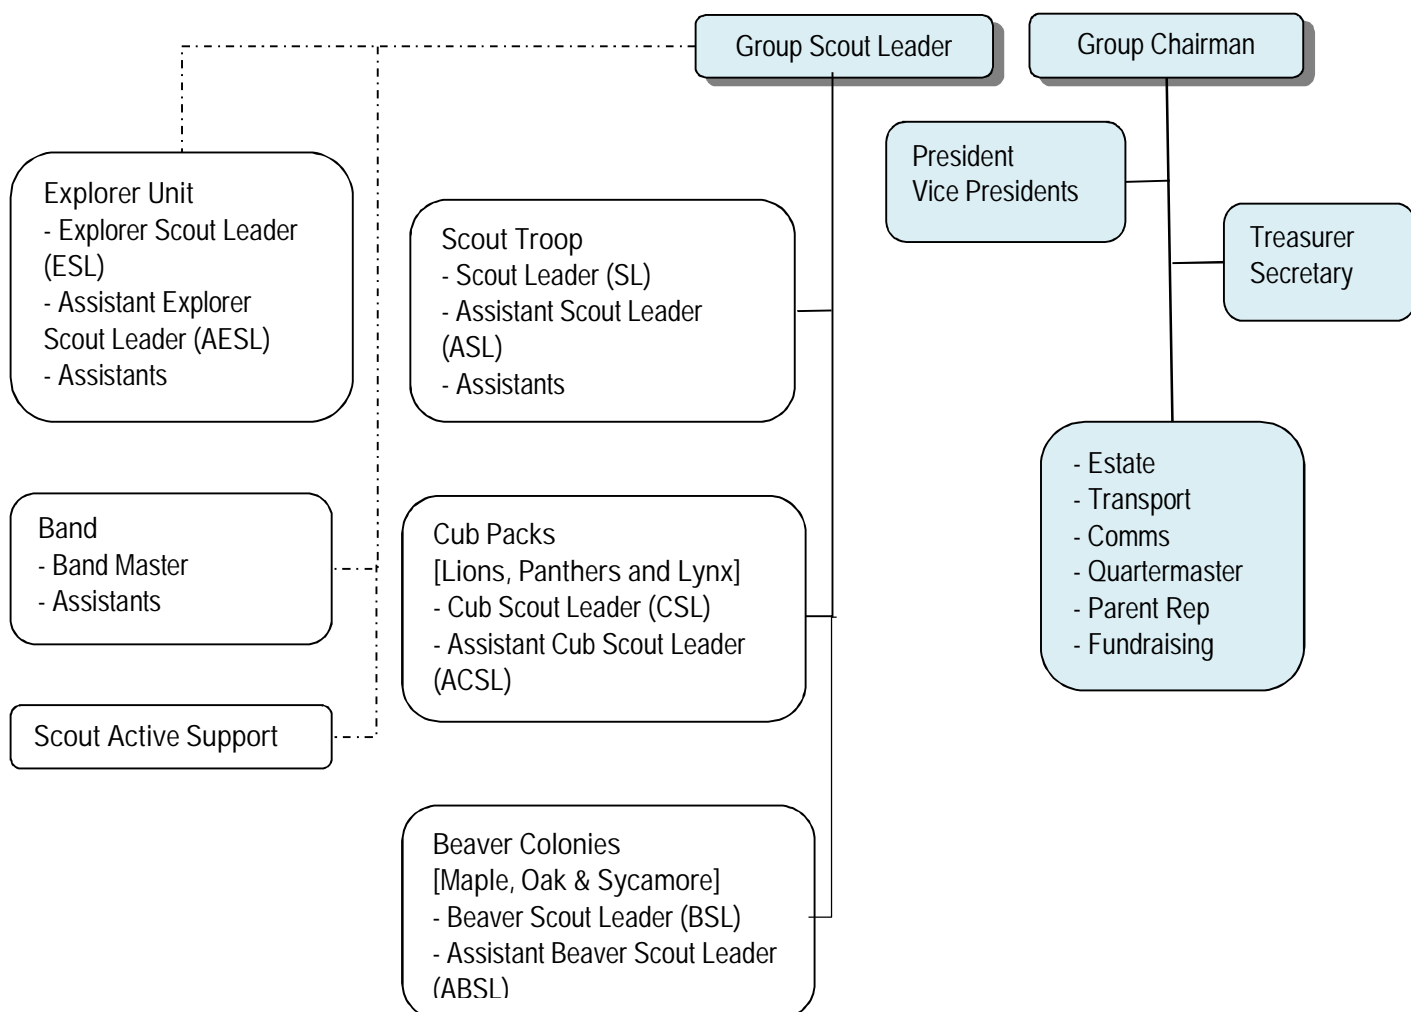 Group Scout Leader
Group Chairman
President
Vice Presidents
Treasurer
Secretary
Explorer Unit
- Explorer Scout Leader
(ESL)
- Assistant Explorer
Scout Leader (AESL)
- Assistants
Scout Troop
- Scout Leader (SL)
- Assistant Scout Leader
(ASL)
- Assistants
- Estate
- Transport
- Comms
- Quartermaster
- Parent Rep
- Fundraising
Band
- Band Master
- Assistants
Cub Packs
[Lions, Panthers and Lynx]
- Cub Scout Leader (CSL)
- Assistant Cub Scout Leader
(ACSL)
Scout Active Support
Beaver Colonies
[Maple, Oak & Sycamore]
- Beaver Scout Leader (BSL)
- Assistant Beaver Scout Leader
(ABSL)